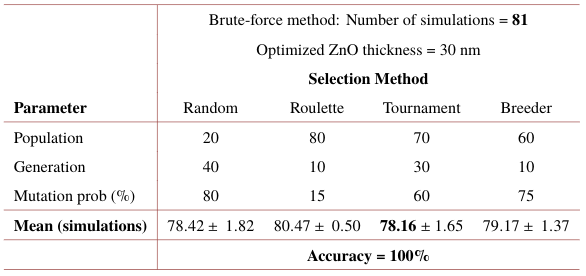 Brute-force method: Number of simulations = 81
Optimized ZnO thickness = 30 nm
Selection Method
Parameter Random Roulette Tournament Breeder
Population 20 80 70 60
Generation 40 10 30 10
Mutation prob (%) 80 15 60 75
Mean (simulations) 78.42 ± 1.82 80.47 ± 0.50 78.16 ± 1.65 79.17 ± 1.37
Accuracy = 100%